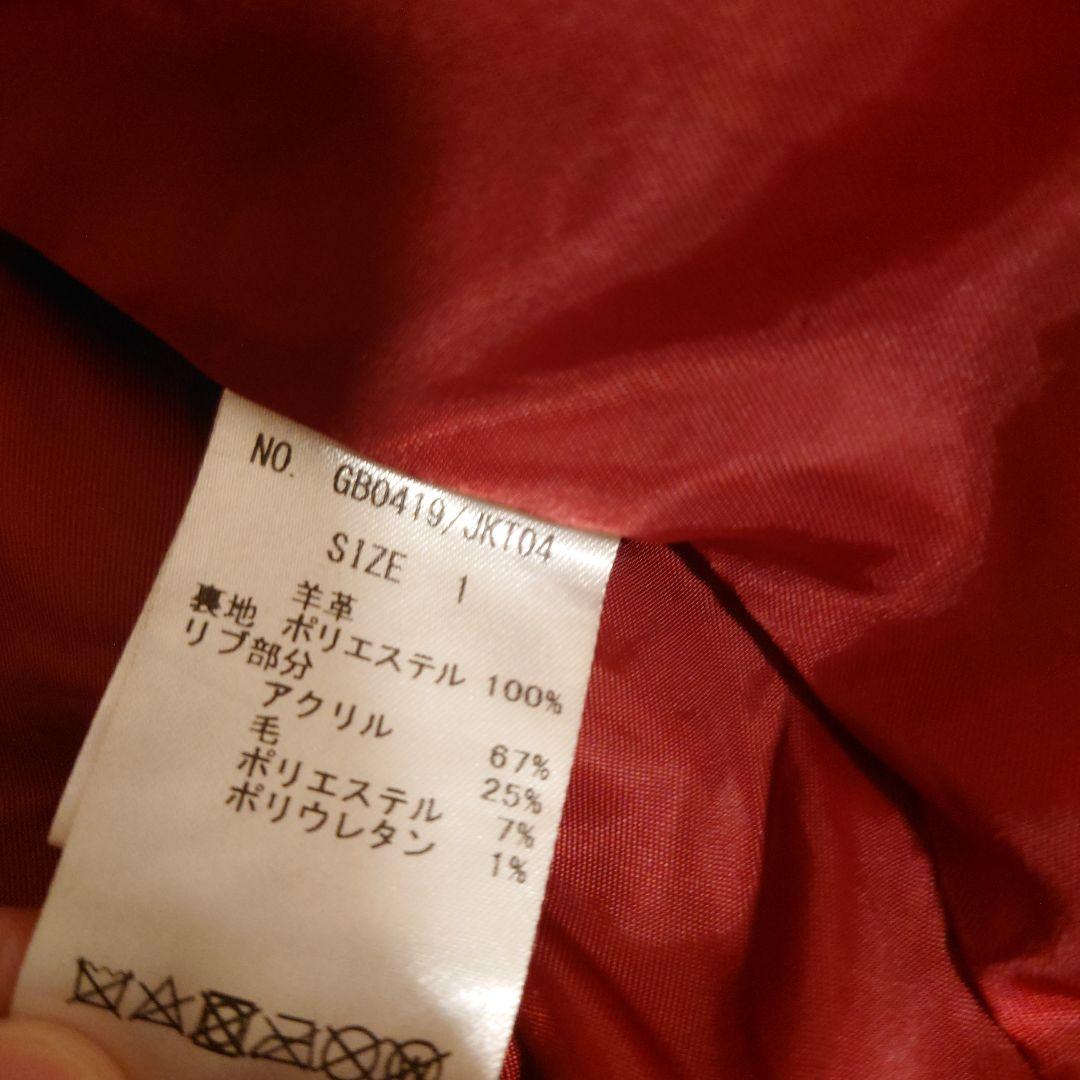 NO. GB0419/JKT04
SIZE 1
羊革
裏地 ポリエステル 100%
リブ部分
アクリル 67%
毛 25%
ポリエステル 7%
ポリウレタン 1%